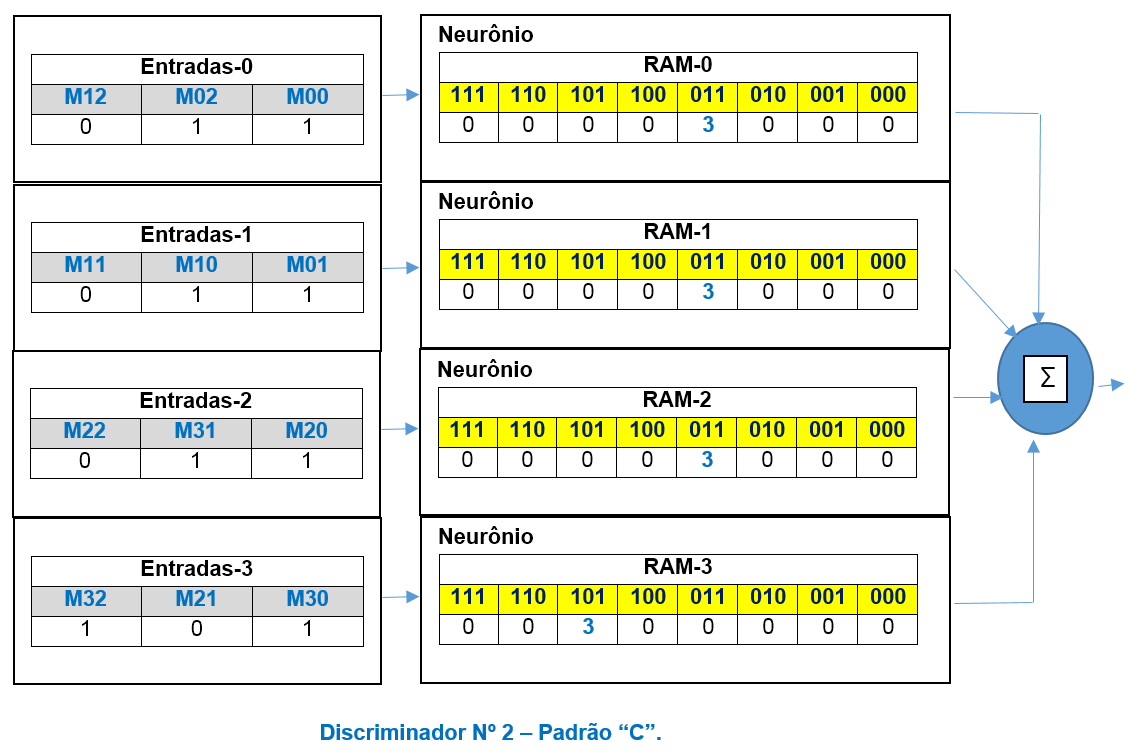 Neurônio
Entradas-0
RAM-0
M12 M02 M00
111 110 101 100 011 010 001 000
0 1 1
0 0 0 0 3 0 0 0
Neurônio
Entradas-1
RAM-1
M11 M10 M01
111 110 101 100 011 010 001 000
0 1 1
0 0 0 0 3 0 0 0
Σ
Neurônio
Entradas-2
RAM-2
M22 M31 M20
111 110 101 100 011 010 001 000
0 1 1
0 0 0 0 3 0 0 0
Neurônio
Entradas-3
RAM-3
M32 M21 M30
111 110 101 100 011 010 001 000
1 0 1
0 0 3 0 0 0 0 0
Discriminador Nº 2 – Padrão “C”.